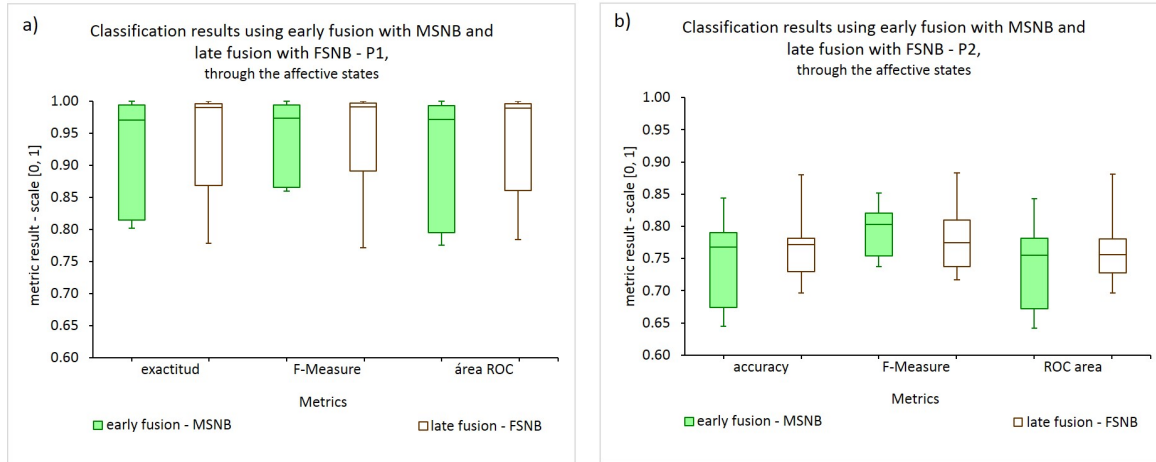 a)
Classification results using early fusion with MSNB and
late fusion with FSNB - P1,
through the affective states
metric result - scale [0, 1]
1.00
0.95
0.90
0.85
0.80
0.75
0.70
0.65
0.60
exactitud F-Measure área ROC
Metrics
early fusion - MSNB late fusion - FSNB
b)
Classification results using early fusion with MSNB and
late fusion with FSNB - P2,
through the affective states
metric result - scale [0, 1]
1.00
0.95
0.90
0.85
0.80
0.75
0.70
0.65
0.60
accuracy F-Measure ROC area
Metrics
early fusion - MSNB late fusion - FSNB